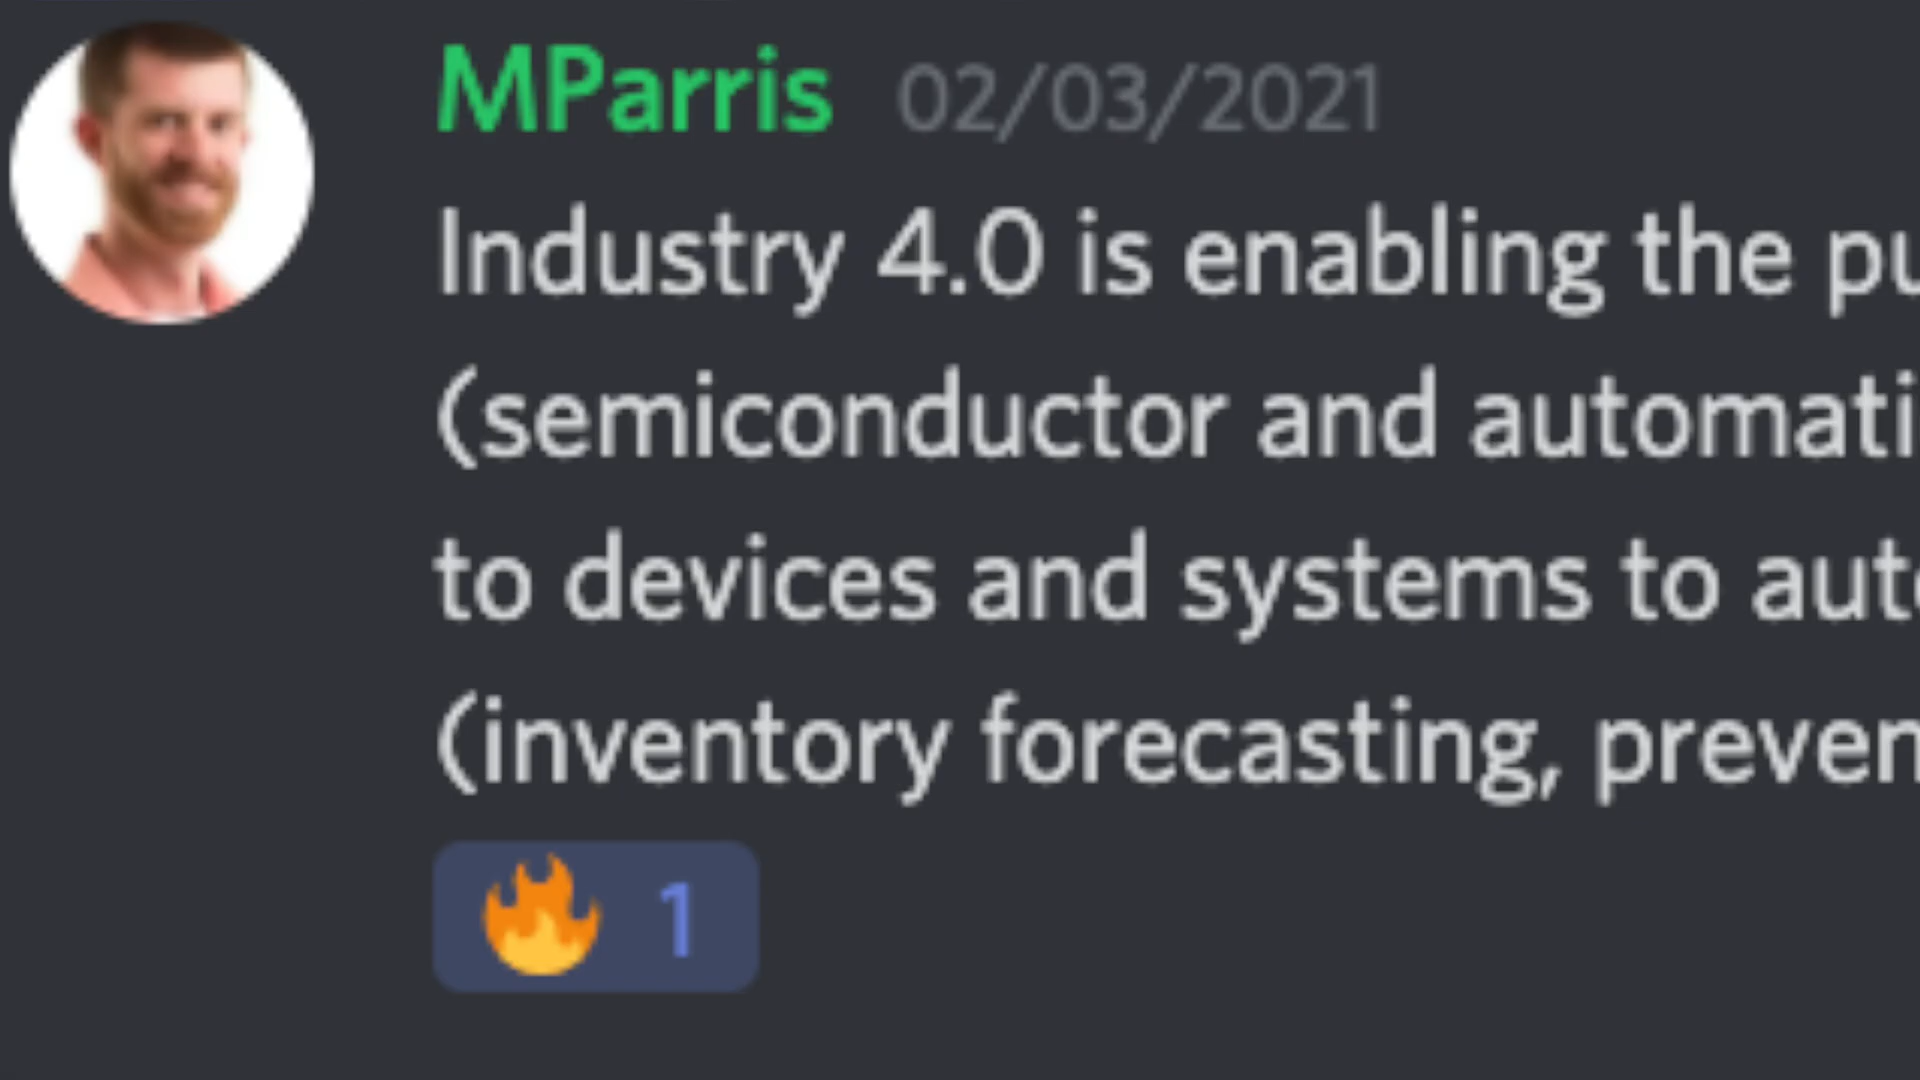 MParris 02/03/2021
Industry 4.0 is enabling the pu
(semiconductor and automati
to devices and systems to aut
(inventory forecasting, preven
1